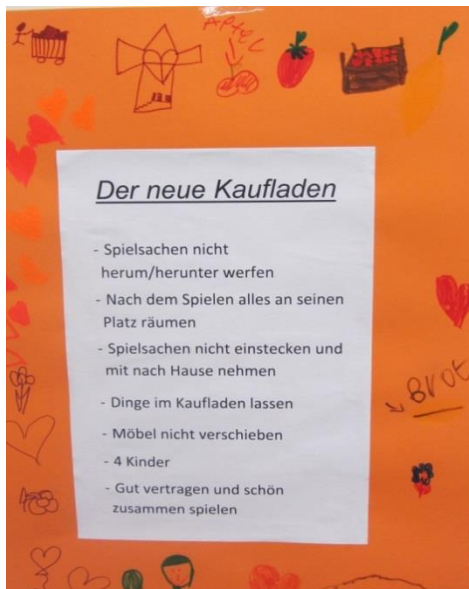 APfEL
Der neue Kaufladen
- Spielsachen nicht
herum/herunter werfen
- Nach dem Spielen alles an seinen
Platz räumen
- Spielsachen nicht einstecken und
mit nach Hause nehmen
- Dinge im Kaufladen lassen
- Möbel nicht verschieben
- 4 Kinder
- Gut vertragen und schön
zusammen spielen
Brot